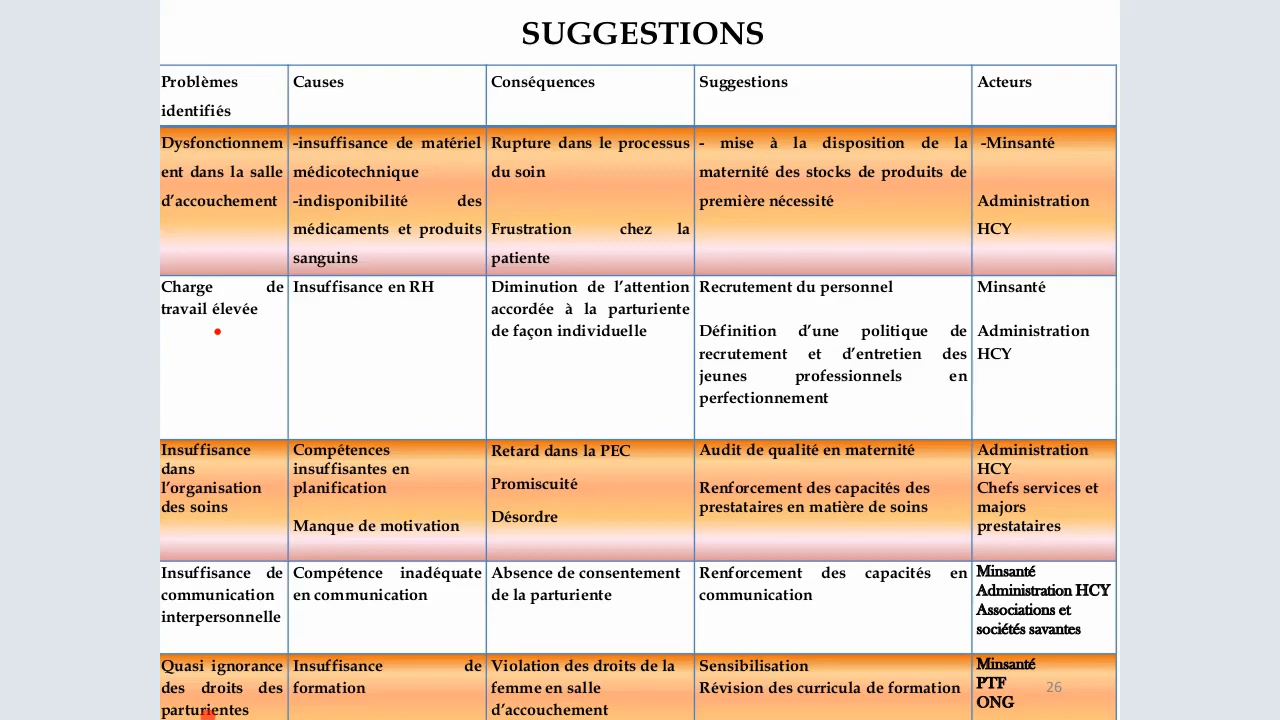 SUGGESTIONS
Problèmes
identifiés
Causes
Conséquences
Suggestions
Acteurs
Dysfonctionnem
ent dans la salle
d’accouchement
-insuffisance de matériel
médicotechnique
-indisponibilité des
médicaments et produits
sanguins
Rupture dans le processus
du soin
Frustration chez la
patiente
- mise à la disposition de la
maternité des stocks de produits de
première nécessité
-Minsanté
Administration
HCY
Charge de
travail élevée
Insuffisance en RH
Diminution de l’attention
accordée à la parturiente
de façon individuelle
Recrutement du personnel
Définition d’une politique de
recrutement et d’entretien des
jeunes professionnels en
perfectionnement
Minsanté
Administration
HCY
Insuffisance
dans
l’organisation
des soins
Compétences
insuffisantes en
planification
Manque de motivation
Retard dans la PEC
Promiscuité
Désordre
Audit de qualité en maternité
Renforcement des capacités des
prestataires en matière de soins
Administration
HCY
Chefs services et
majors
prestataires
Insuffisance de
communication
interpersonnelle
Compétence inadéquate
en communication
Absence de consentement
de la parturiente
Renforcement des capacités en
communication
Minsanté
Administration HCY
Associations et
sociétés savantes
Quasi ignorance
des droits des
parturientes
Insuffisance de
formation
Violation des droits de la
femme en salle
d’accouchement
Sensibilisation
Révision des curricula de formation
Minsanté
PTF
ONG
26